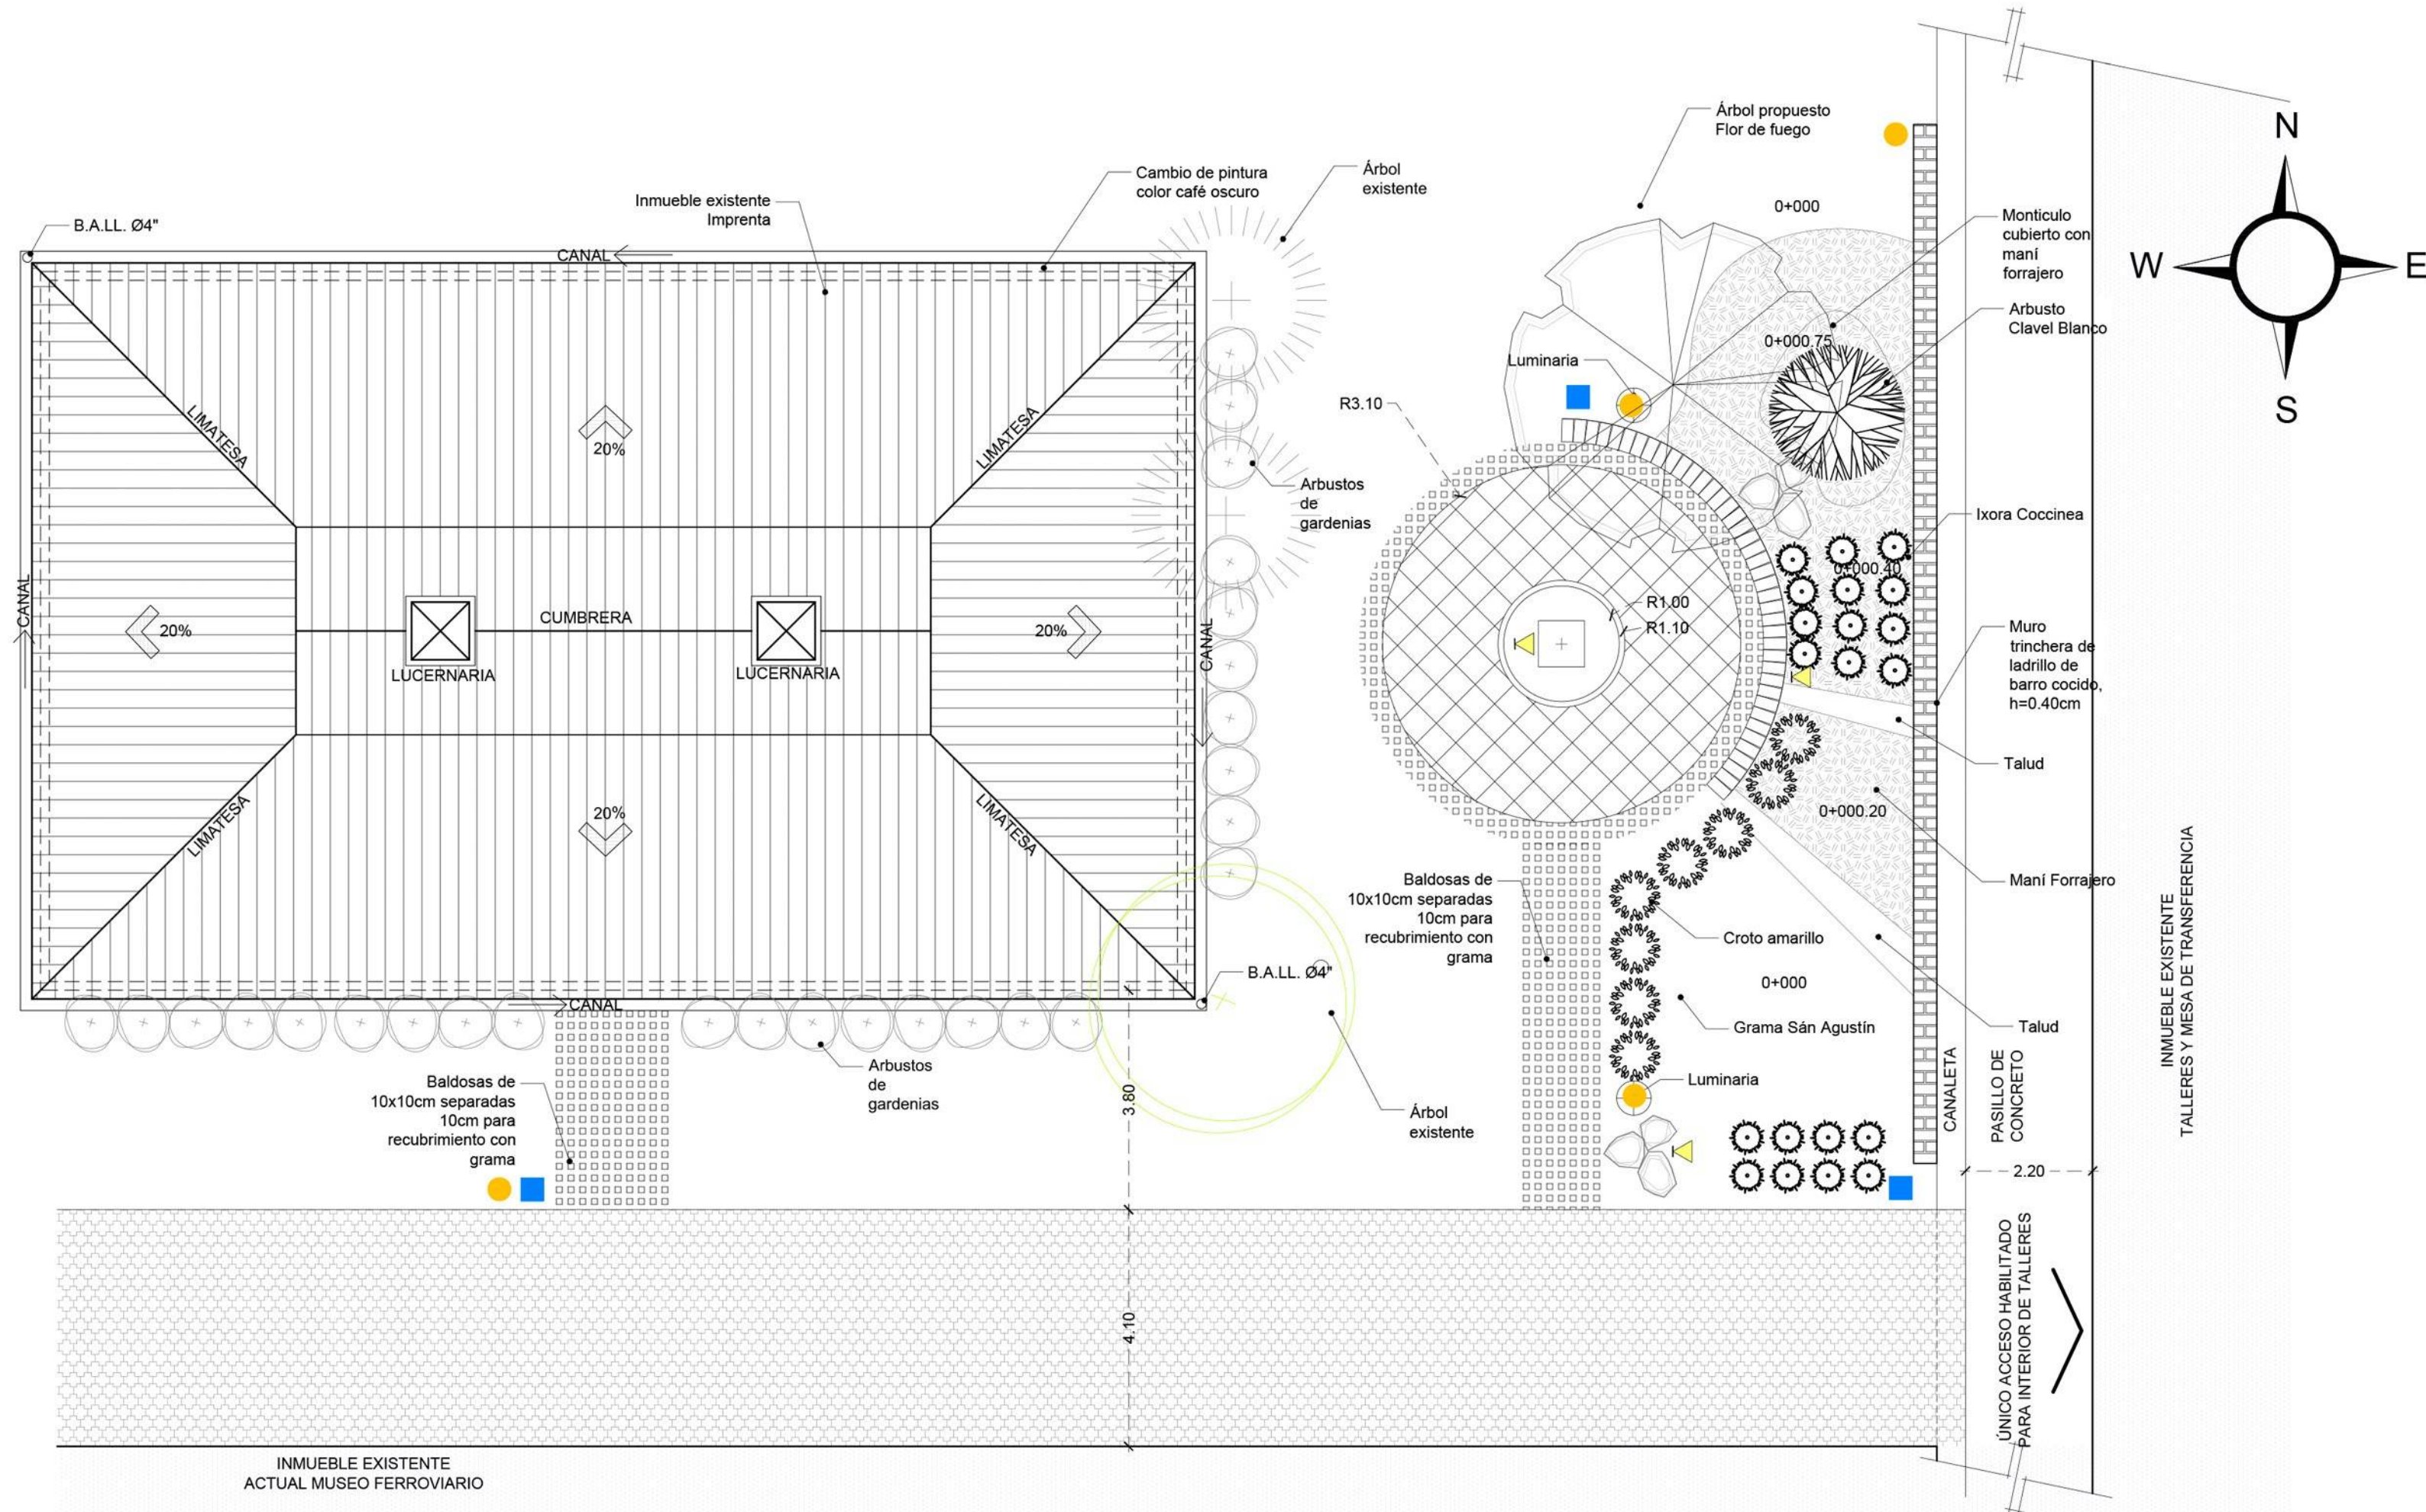 Árbol propuesto
Flor de fuego
N
W
E
S
0+000
Cambio de pintura
color café oscuro
Árbol
existente
Inmueble existente
Imprenta
B.A.LL. Ø4"
CANAL
Monticulo
cubierto con
maní
forrajero
Arbusto
Clavel Blanco
0+000.75
Luminaria
R3.10
LIMATESA
LIMATESA
20%
Arbustos
de
gardenias
Ixora Coccinea
0+000.40
R1.00
R1.10
CANAL
20%
CUMBRERA
20%
CANAL
LUCERNARIA
LUCERNARIA
Muro
trinchera de
ladrillo de
barro cocido,
h=0.40cm
Talud
LIMATESA
20%
LIMATESA
0+000.20
Maní Forrajero
Baldosas de
10x10cm separadas
10cm para
recubrimiento con
grama
Croto amarillo
B.A.LL. Ø4"
0+000
CANAL
Grama Sán Agustín
Talud
Arbustos
de
gardenias
Baldosas de
10x10cm separadas
10cm para
recubrimiento con
grama
3.80
Árbol
existente
Luminaria
CANALETA
PASILLO DE
CONCRETO
INMUEBLE EXISTENTE
TALLERES Y MESA DE TRANSFERENCIA
2.20
4.10
ÚNICO ACCESO HABILITADO
PARA INTERIOR DE TALLERES
INMUEBLE EXISTENTE
ACTUAL MUSEO FERROVIARIO